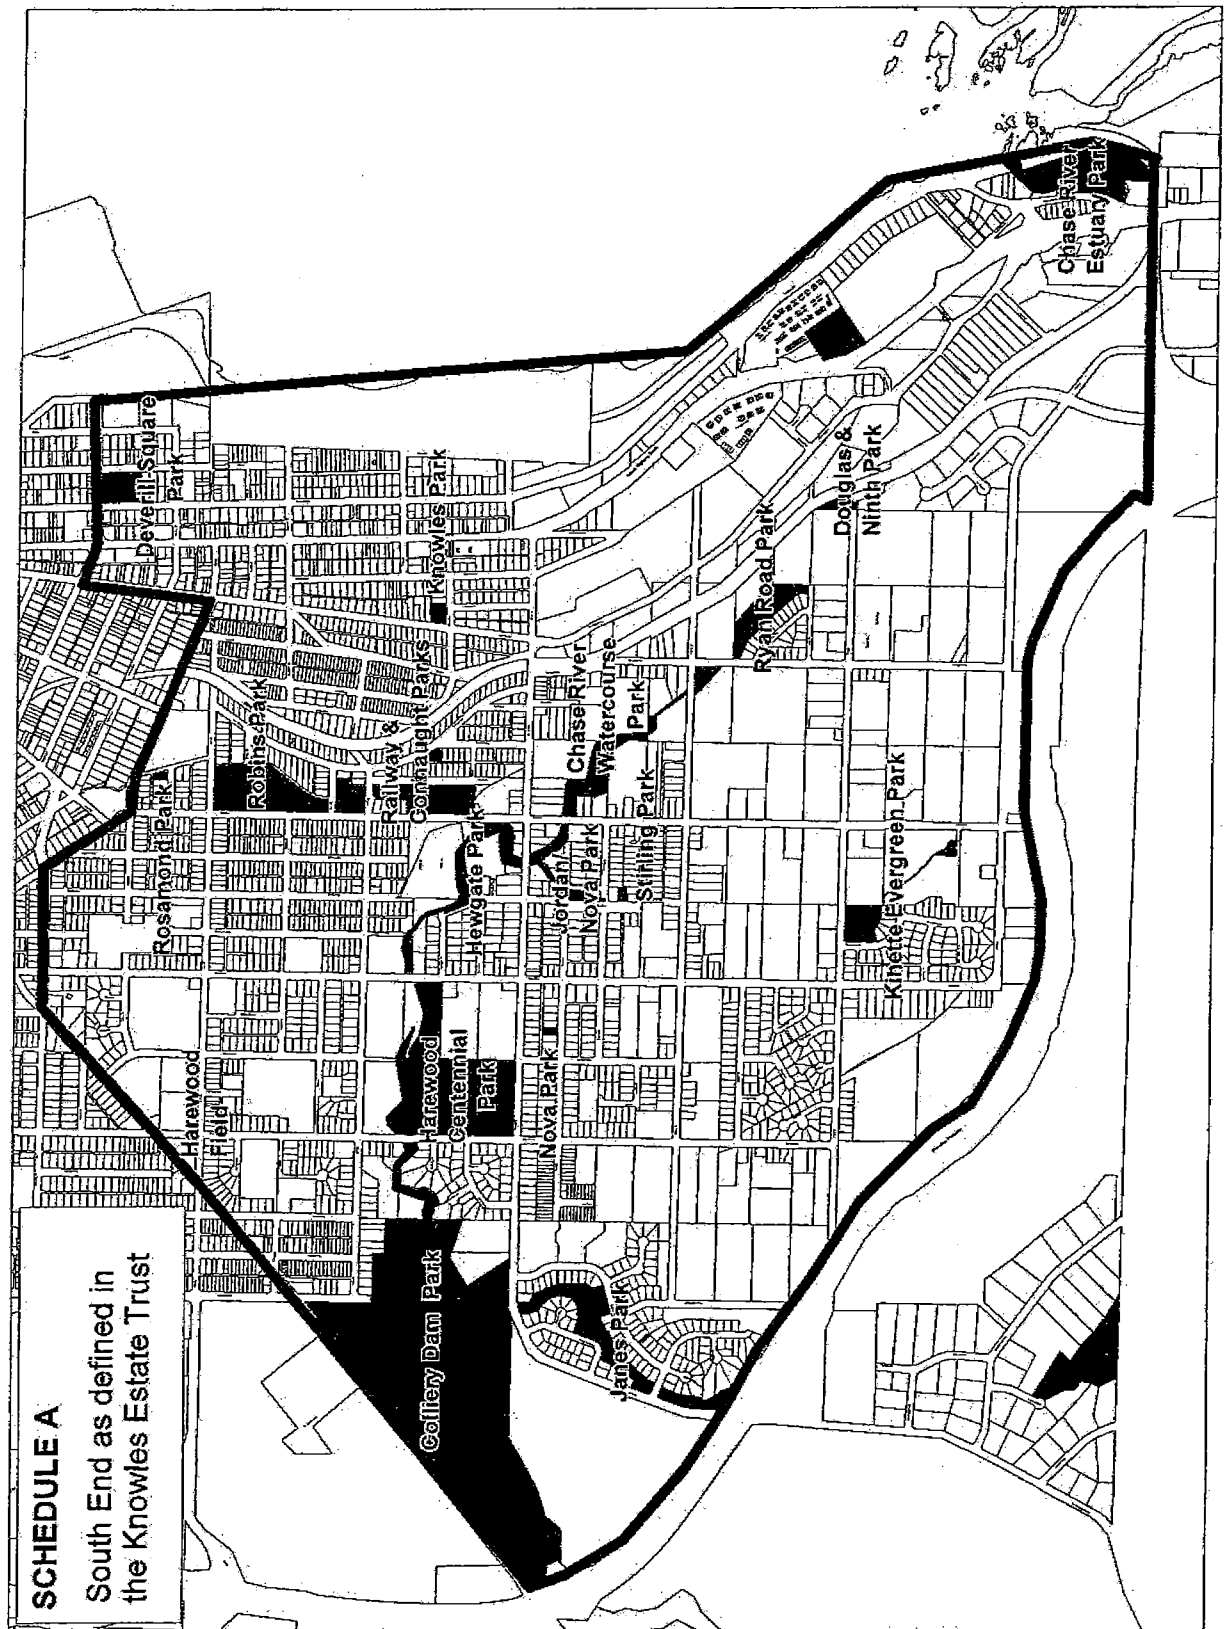 SCHEDULE A
South End as defined in
the Knowles Estate Trust
Deverill Square
Park
Rosamond Park
Robins Park
Harewood
Field
Railway &
Connaught Parks
Knowles Park
Colliery Dam Park
Harewood
Centennial
Park
Hewgate Park
Nova Park
Jordan/
Nova Park
Stirling Park
Chase River
Watercourse
Park
Janes Park
Ryan Road Park
Douglas &
Ninth Park
Kinette Evergreen Park
Chase River
Estuary Park